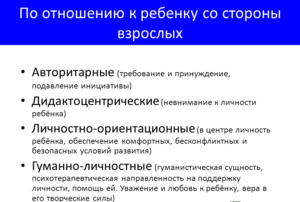 По отношению к ребенку со стороны
взрослых
• Авторитарные (требование и принуждение,
подавление инициативы)
• Дидактоцентрические (невнимание к личности
ребёнка)
• Личностно-ориентационные (в центре личность
ребёнка, обеспечение комфортных, бесконфликтных и
безопасных условий развития)
• Гуманно-личностные (гуманистическая сущность,
психотерапевтическая направленность на поддержку
личности, помощь ей. Уважение и любовь к ребёнку, вера в
его творческие силы)